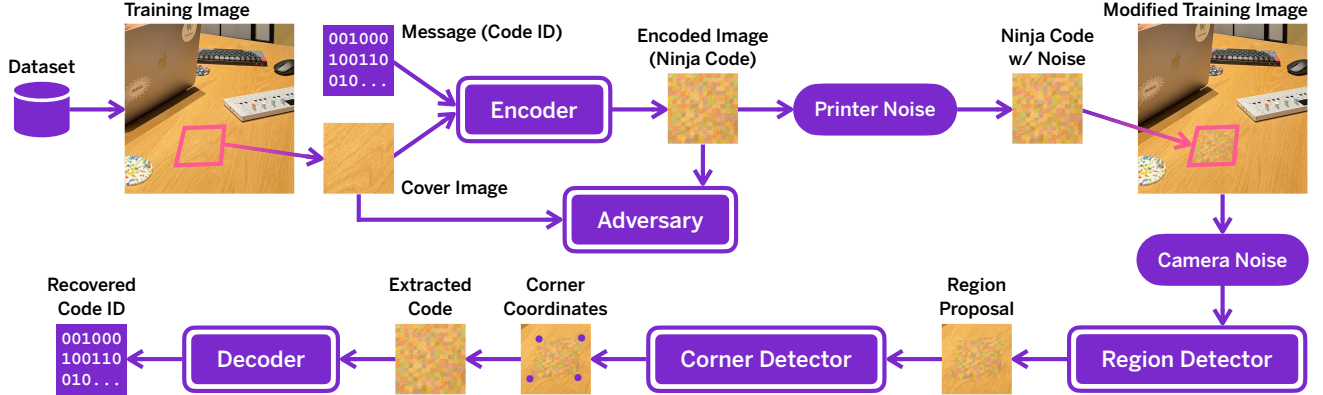 Training Image
Dataset
001000
100110
010...
Message (Code ID)
Cover Image
Encoder
Encoded Image
(Ninja Code)
Adversary
Printer Noise
Ninja Code
w/ Noise
Modified Training Image
Camera Noise
Region Detector
Region
Proposal
Corner Detector
Corner
Coordinates
Extracted
Code
Decoder
Recovered
Code ID
001000
100110
010...